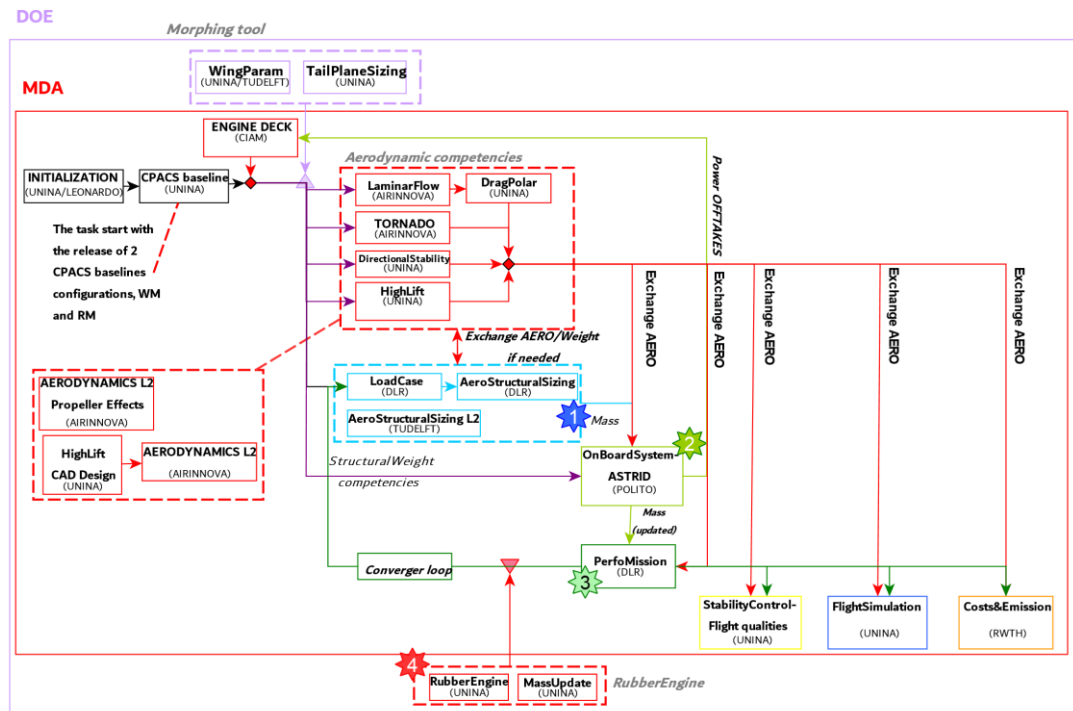 DOE
Morphing tool
WingParam
(UNINA/TUDELFT)
TailPlaneSizing
(UNINA)
MDA
ENGINE DECK
(CIAM)
INITIALIZATION
(UNINA/LEONARDO)
CPACS baseline
(UNINA)
The task start with
the release of 2
CPACS baselines
configurations, WM
and RM
Aerodynamic competencies
LaminarFlow
(AIRINNOVA)
DragPolar
(UNINA)
TORNADO
(AIRINNOVA)
DirectionalStability
(UNINA)
HighLift
(UNINA)
Power OFFTAKES
Exchange AERO
Exchange AERO
Exchange AERO
Exchange AERO
Exchange AERO
Exchange AERO/Weight
if needed
LoadCase
(DLR)
AeroStructuralSizing
(DLR)
AeroStructuralSizing L2
(TUDELFT)
1
Mass
StructuralWeight
competencies
AERODYNAMICS L2
Propeller Effects
(AIRINNOVA)
HighLift
CAD Design
(UNINA)
AERODYNAMICS L2
(AIRINNOVA)
2
OnBoardSystem-
ASTRID
(POLITO)
Mass
(updated)
PerfoMission
(DLR)
3
Converger loop
StabilityControl-
Flight qualities
(UNINA)
FlightSimulation
(UNINA)
Costs&Emission
(RWTH)
4
RubberEngine
(UNINA)
MassUpdate
(UNINA)
RubberEngine